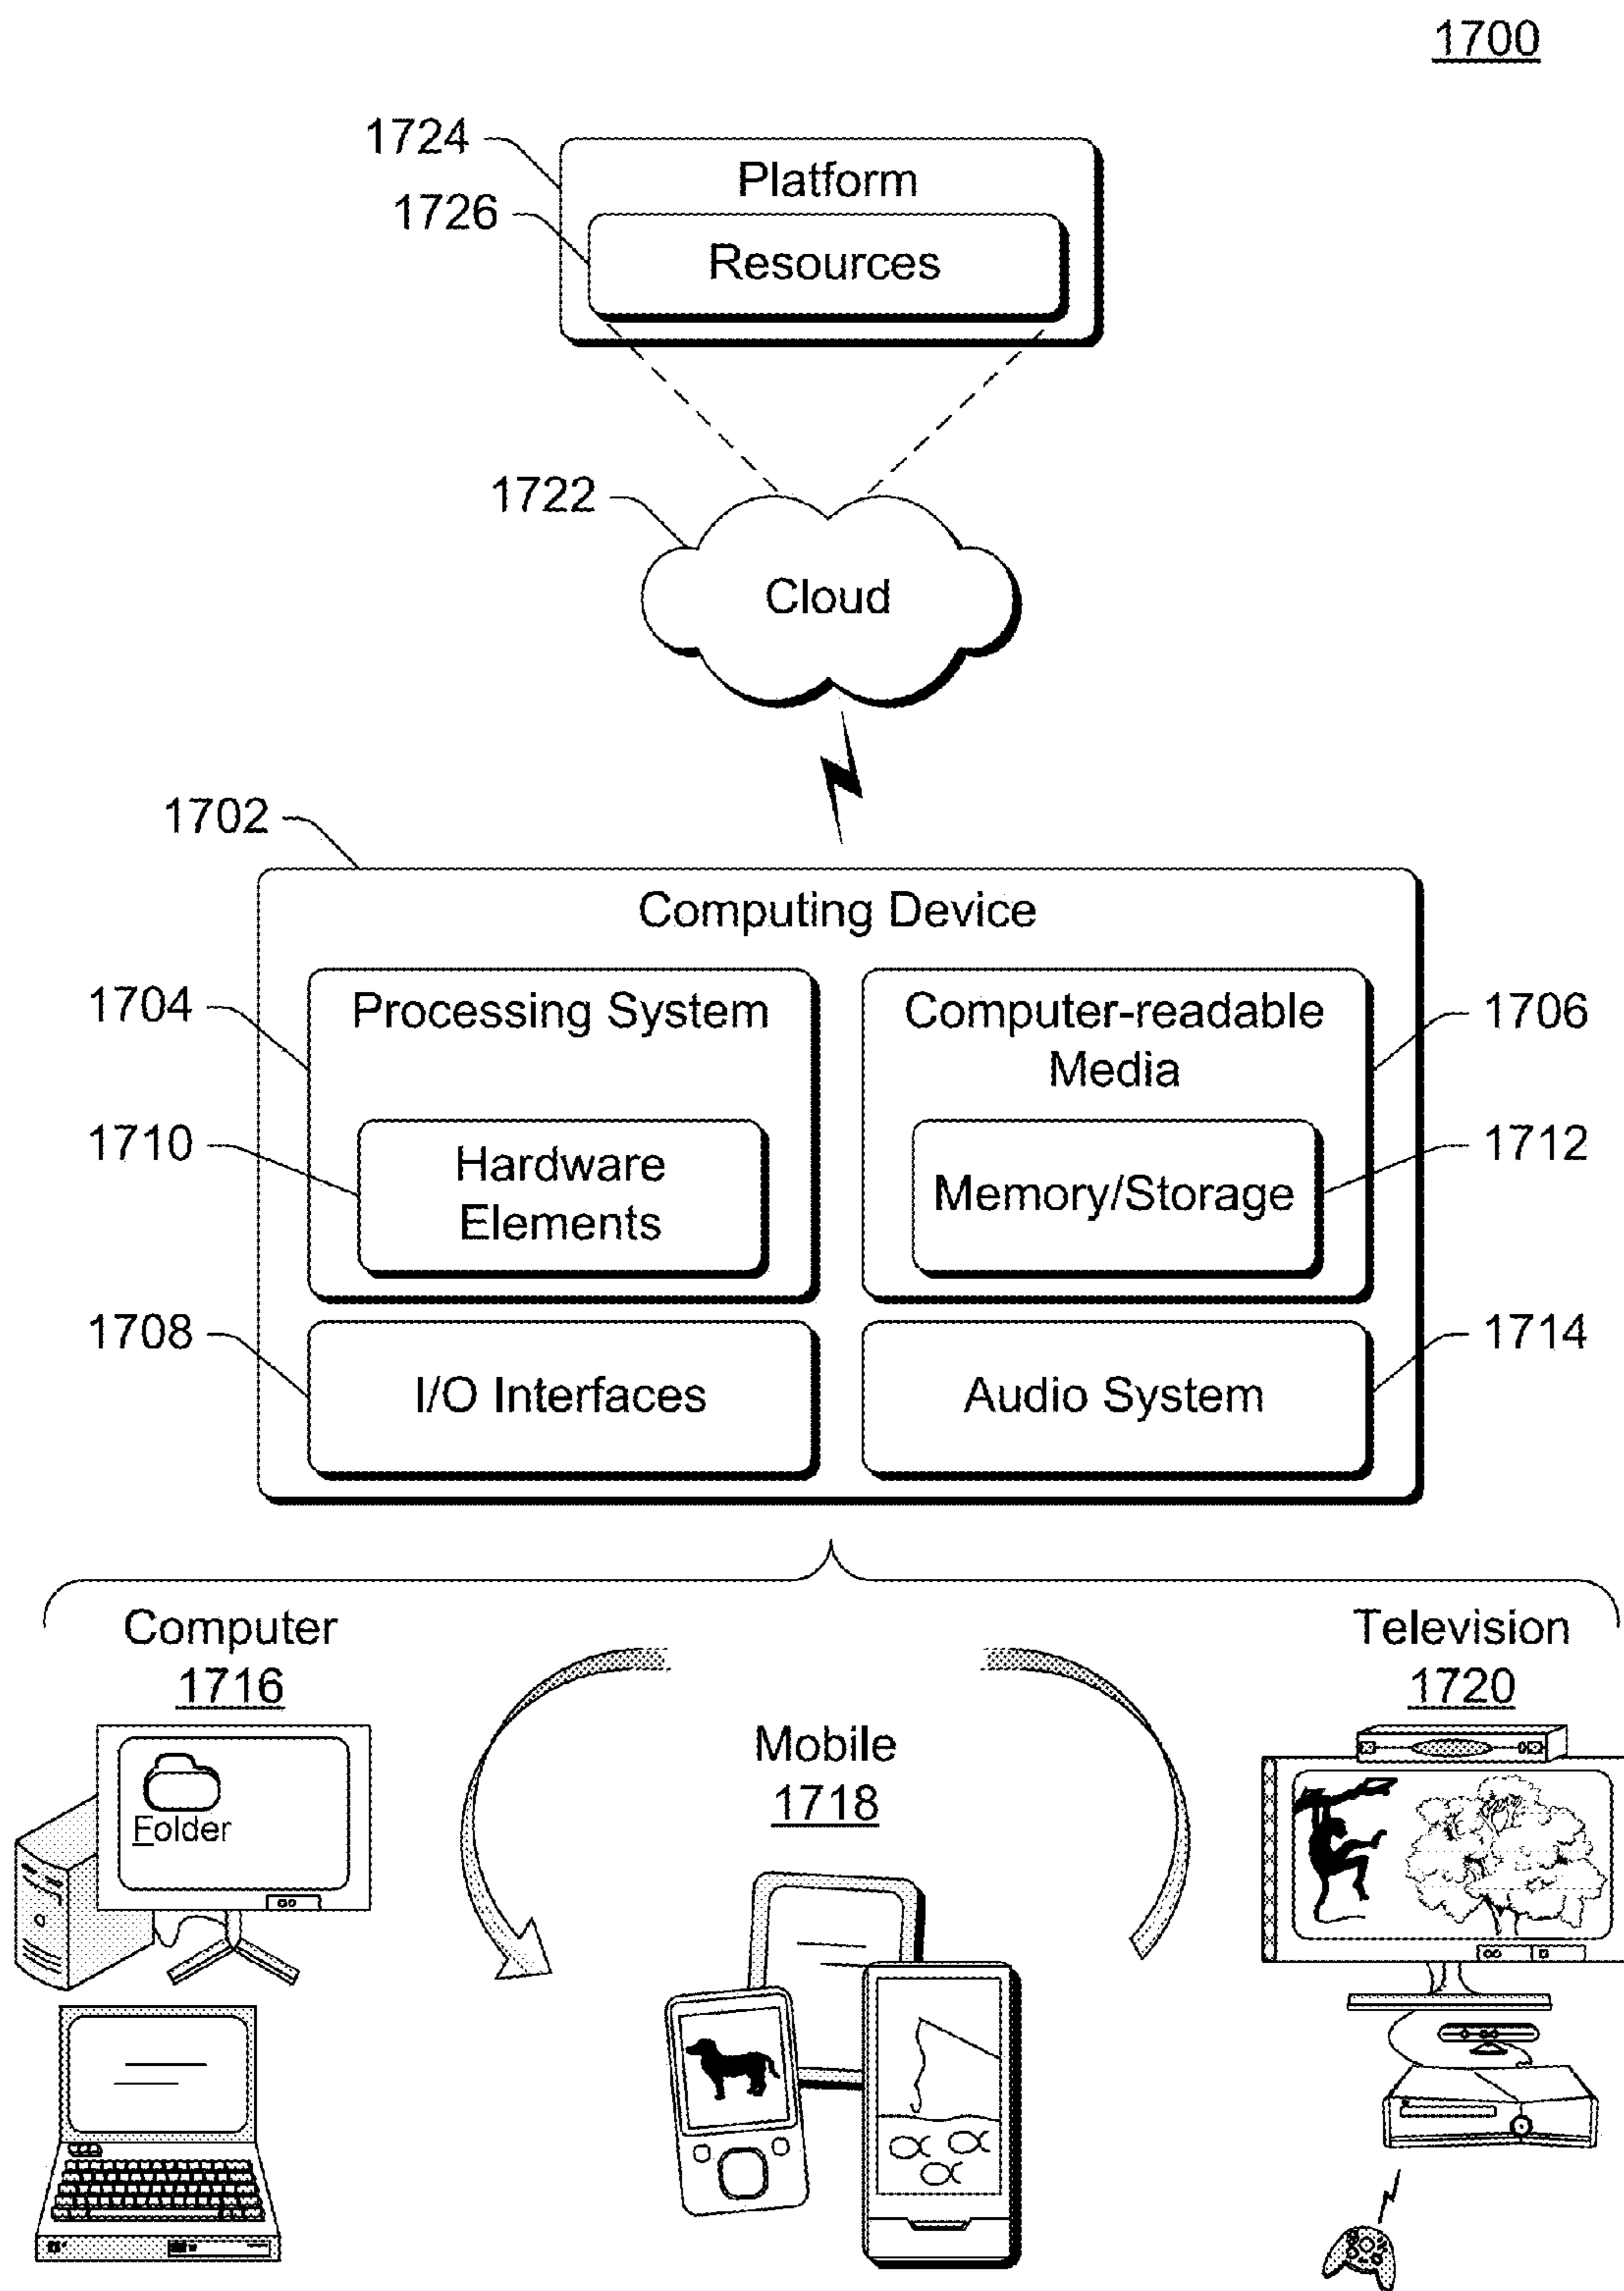 1700
1724
Platform
1726
Resources
1722
Cloud
1702
Computing Device
1704
Processing System
Computer-readable
Media
1706
1710
Hardware
Elements
Memory/Storage
1712
1708
I/O Interfaces
Audio System
1714
Computer
1716
Television
1720
Mobile
1718
Folder